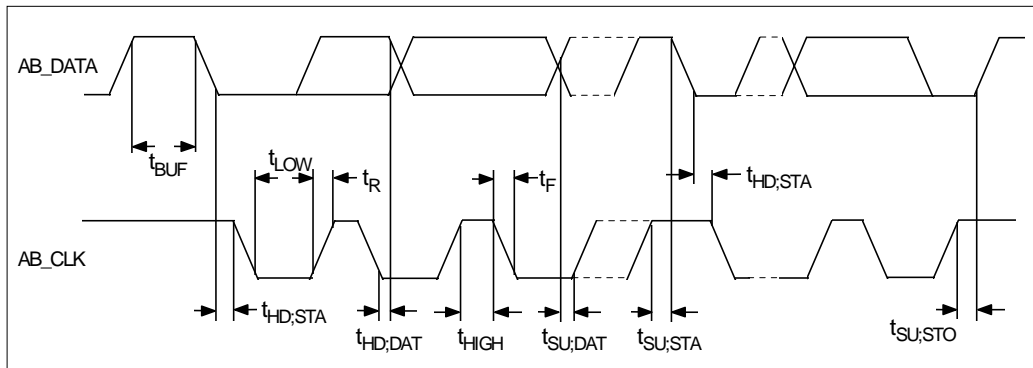 AB_DATA
tBUF
tLOW
tR
tF
tHD;STA
AB_CLK
tHD;STA
tHD;DAT
tHIGH
tSU;DAT
tSU;STA
tSU;STO